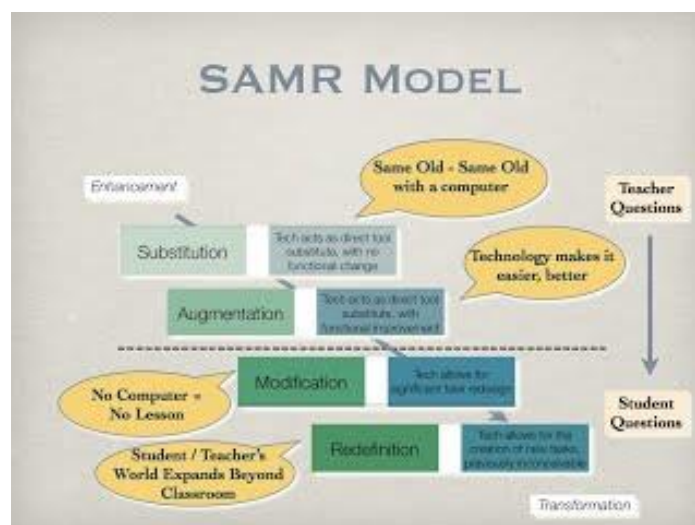 SAMR MODEL
Enhancement
Same Old - Same Old
with a computer
Teacher
Questions
Substitution
Tech acts as direct tool
substitute, with no
functional change
Technology makes it
easier, better
Augmentation
Tech acts as direct tool
substitute, with
functional improvement
No Computer =
No Lesson
Modification
Tech allows for
significant task redesign
Student
Questions
Student / Teacher's
World Expands Beyond
Classroom
Redefinition
Tech allows for the
creation of new tasks,
previously inconceivable
Transformation